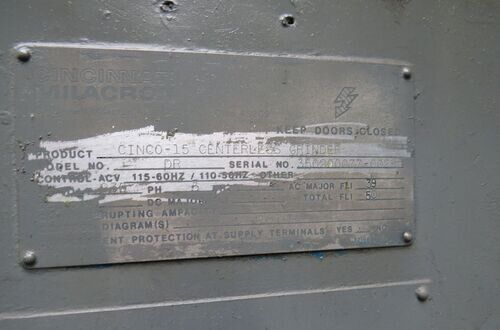 CINCINNATI
MILACRON
KEEP DOORS CLOSED
PRODUCT CINCO-15 CENTERLESS GRINDER
MODEL NO. DR SERIAL NO.
CONTROL-ACV 115-60HZ / 110-50HZ OTHER
PH AC MAJOR FLI 39
DC MAJOR TOTAL FLI
RUPTING AMPAC
DIAGRAM(S)
ENT PROTECTION AT SUPPLY TERMINALS YES NO